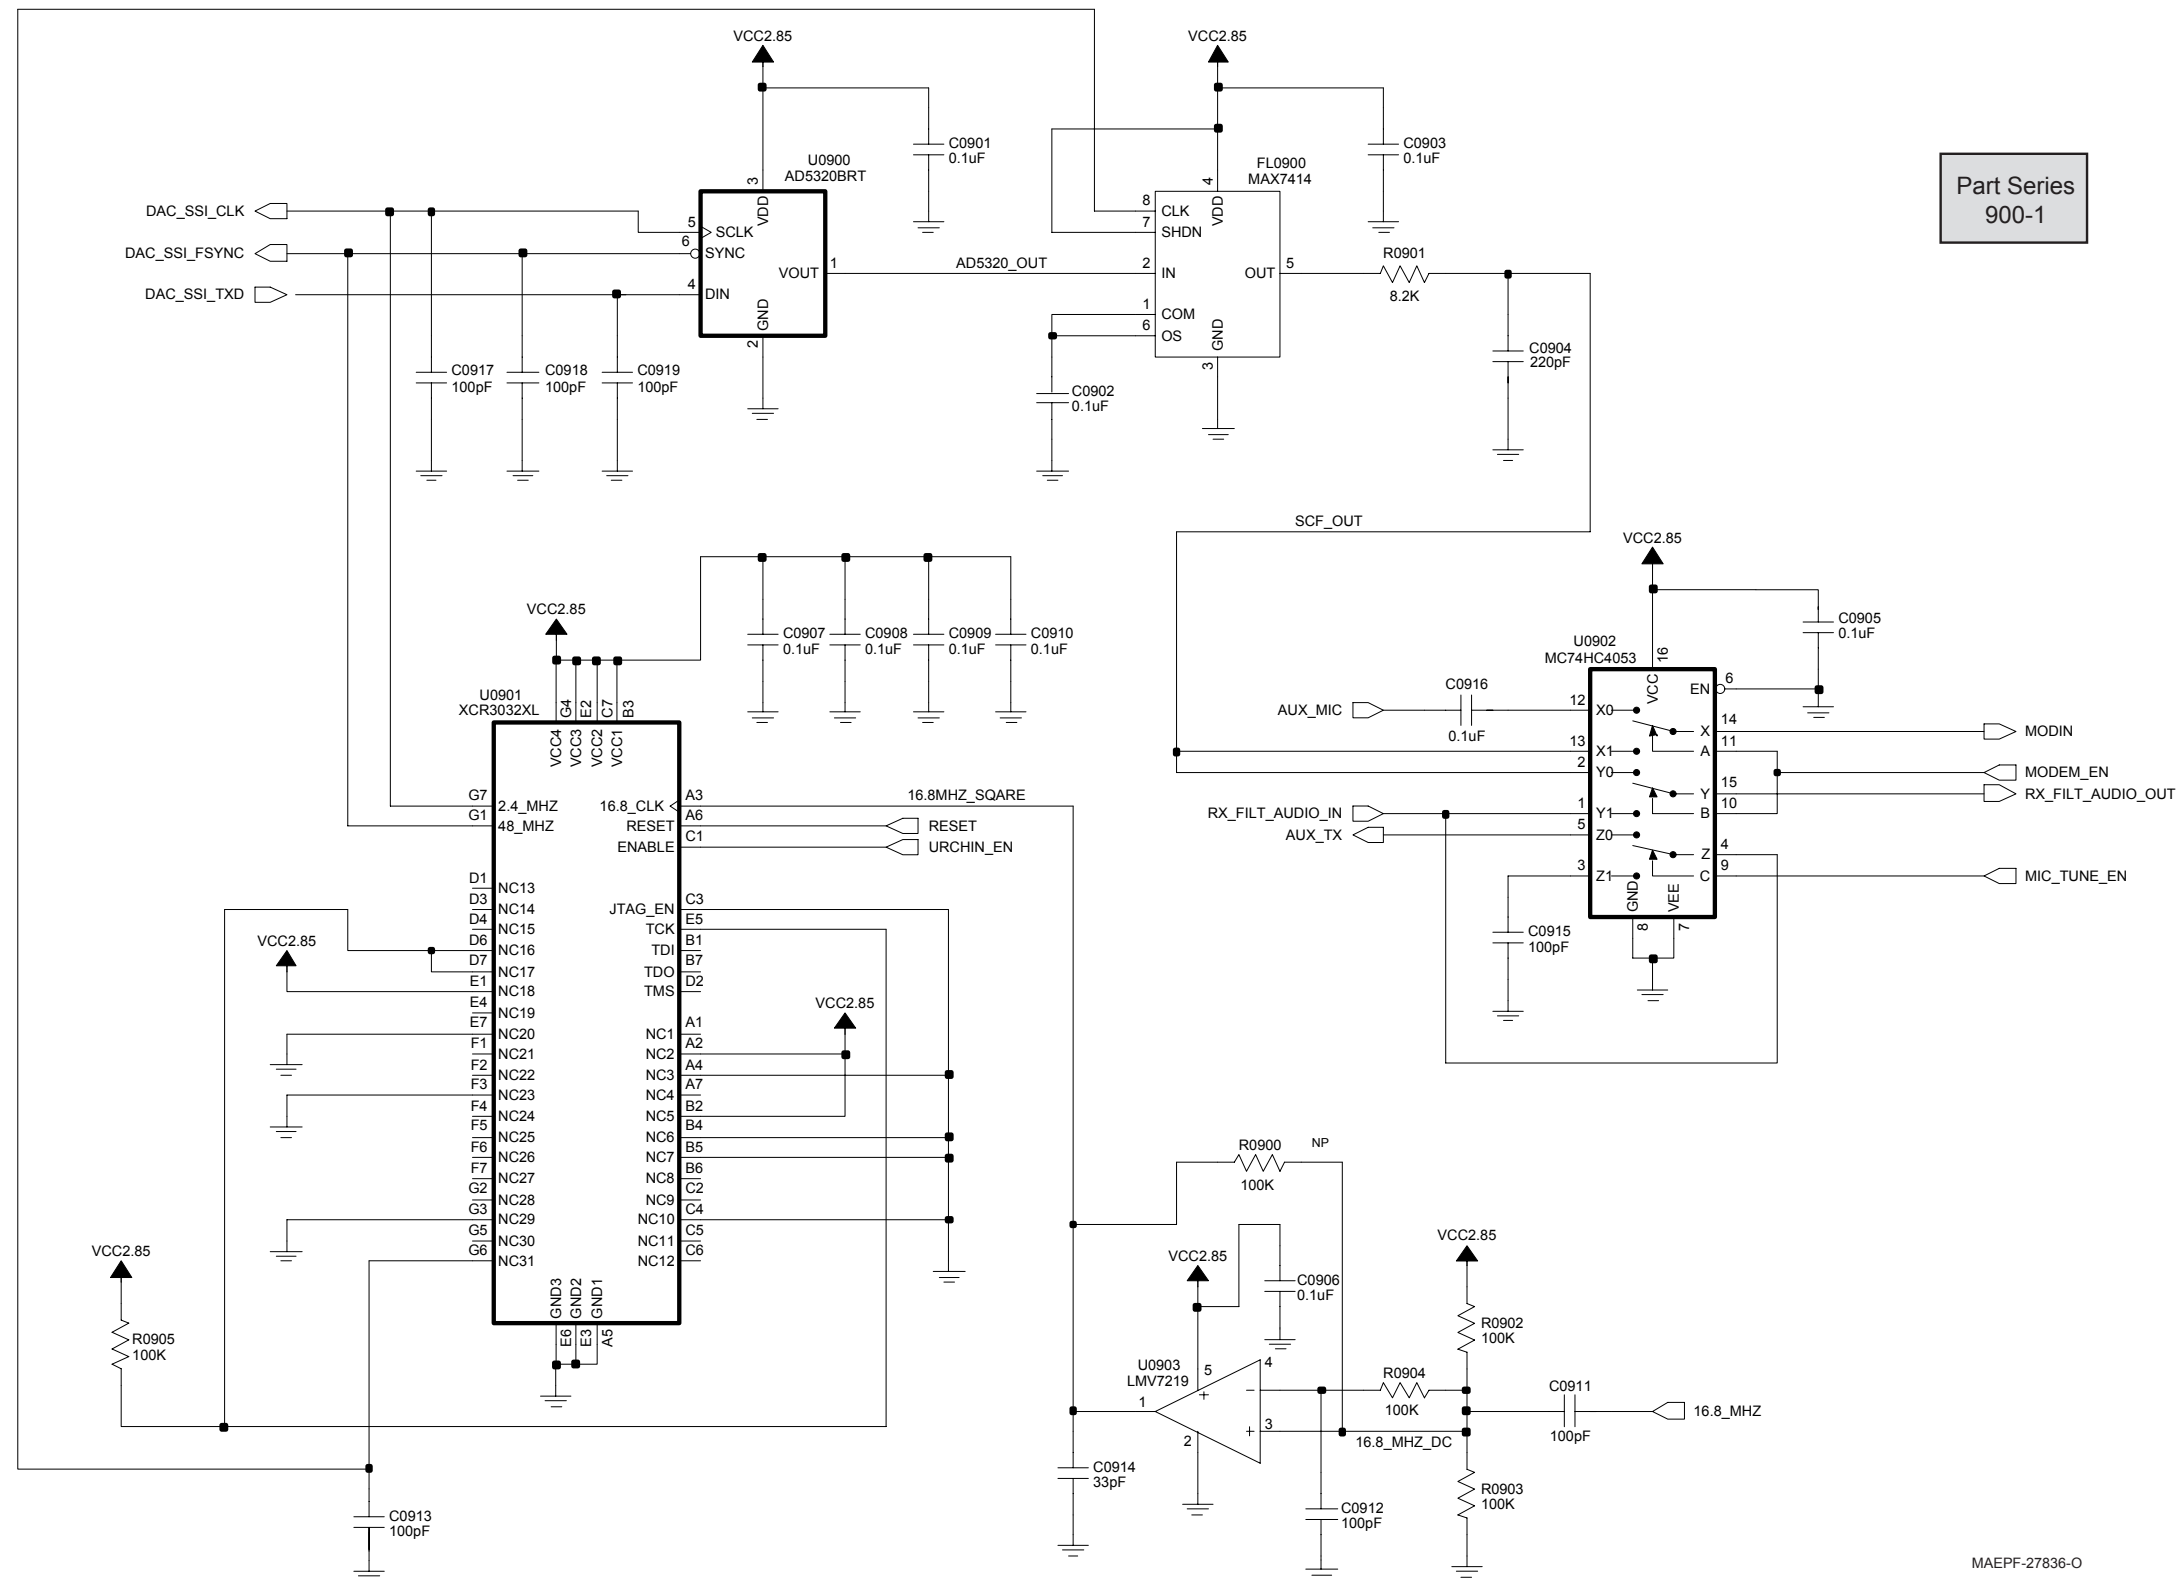 VCC2.85
VCC2.85
C0901
0.1uF
C0903
0.1uF
U0900
AD5320BRT
FL0900
MAX7414
Part Series
900-1
DAC_SSI_CLK
DAC_SSI_FSYNC
DAC_SSI_TXD
3
VDD
5
SCLK
6
SYNC
4
DIN
VOUT
1
GND
2
AD5320_OUT
4
VDD
8
CLK
7
SHDN
2
IN
1
COM
6
OS
OUT
5
GND
3
R0901
8.2K
C0917
100pF
C0918
100pF
C0919
100pF
C0902
0.1uF
C0904
220pF
SCF_OUT
VCC2.85
VCC2.85
C0907
0.1uF
C0908
0.1uF
C0909
0.1uF
C0910
0.1uF
C0905
0.1uF
U0902
MC74HC4053
16
VCC
EN
6
AUX_MIC
C0916
0.1uF
12
X0
13
X1
2
Y0
1
Y1
5
Z0
3
Z1
X
14
A
11
Y
15
B
10
Z
4
C
9
GND
VEE
8
7
MODIN
MODEM_EN
RX_FILT_AUDIO_OUT
MIC_TUNE_EN
RX_FILT_AUDIO_IN
AUX_TX
C0915
100pF
U0901
XCR3032XL
G4
E2
C7
B3
VCC4
VCC3
VCC2
VCC1
G7
2.4_MHZ
G1
48_MHZ
16.8_CLK
A3
16.8MHZ_SQARE
RESET
A6
RESET
ENABLE
C1
URCHIN_EN
D1
NC13
D3
NC14
D4
NC15
D6
NC16
D7
NC17
E1
NC18
E4
NC19
E7
NC20
F1
NC21
F2
NC22
F3
NC23
F4
NC24
F5
NC25
F6
NC26
F7
NC27
G2
NC28
G3
NC29
G5
NC30
G6
NC31
JTAG_EN
C3
TCK
E5
TDI
B1
TDO
B7
TMS
D2
NC1
A1
NC2
A2
NC3
A4
NC4
A7
NC5
B2
NC6
B4
NC7
B5
NC8
B6
NC9
C2
NC10
C4
NC11
C5
NC12
C6
GND3
GND2
GND1
E6
E3
A5
VCC2.85
VCC2.85
VCC2.85
R0905
100K
C0913
100pF
R0900
NP
100K
VCC2.85
C0906
0.1uF
VCC2.85
R0902
100K
U0903
LMV7219
5
4
1
+
-
+
3
2
R0904
100K
16.8_MHZ_DC
C0911
100pF
16.8_MHZ
C0914
33pF
C0912
100pF
R0903
100K
MAEPF-27836-O